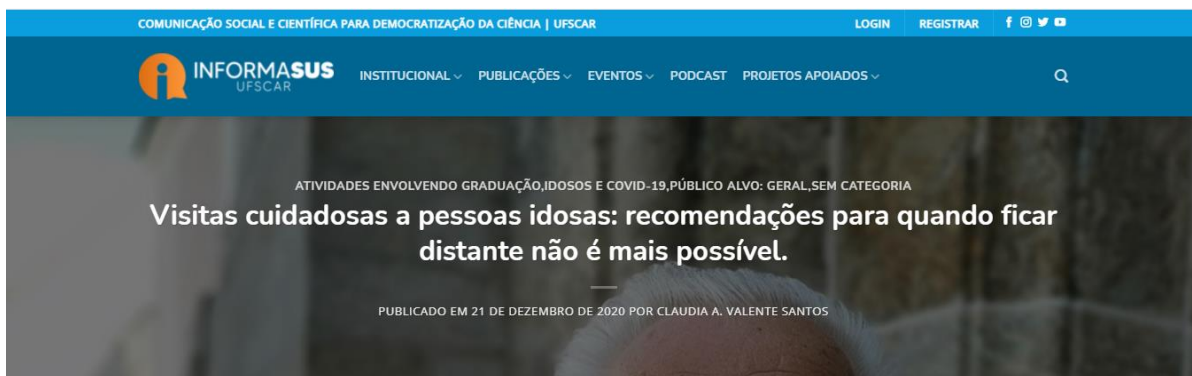 COMUNICAÇÃO SOCIAL E CIENTÍFICA PARA DEMOCRATIZAÇÃO DA CIÊNCIA | UFSCAR LOGIN REGISTRAR
INFORMASUS INSTITUCIONAL PUBLICAÇÕES EVENTOS PODCAST PROJETOS APOIADOS
UFSCAR
ATIVIDADES ENVOLVENDO GRADUAÇÃO,IDOSOS E COVID-19,PÚBLICO ALVO: GERAL,SEM CATEGORIA
Visitas cuidadosas a pessoas idosas: recomendações para quando ficar
distante não é mais possível.
PUBLICADO EM 21 DE DEZEMBRO DE 2020 POR CLAUDIA A. VALENTE SANTOS